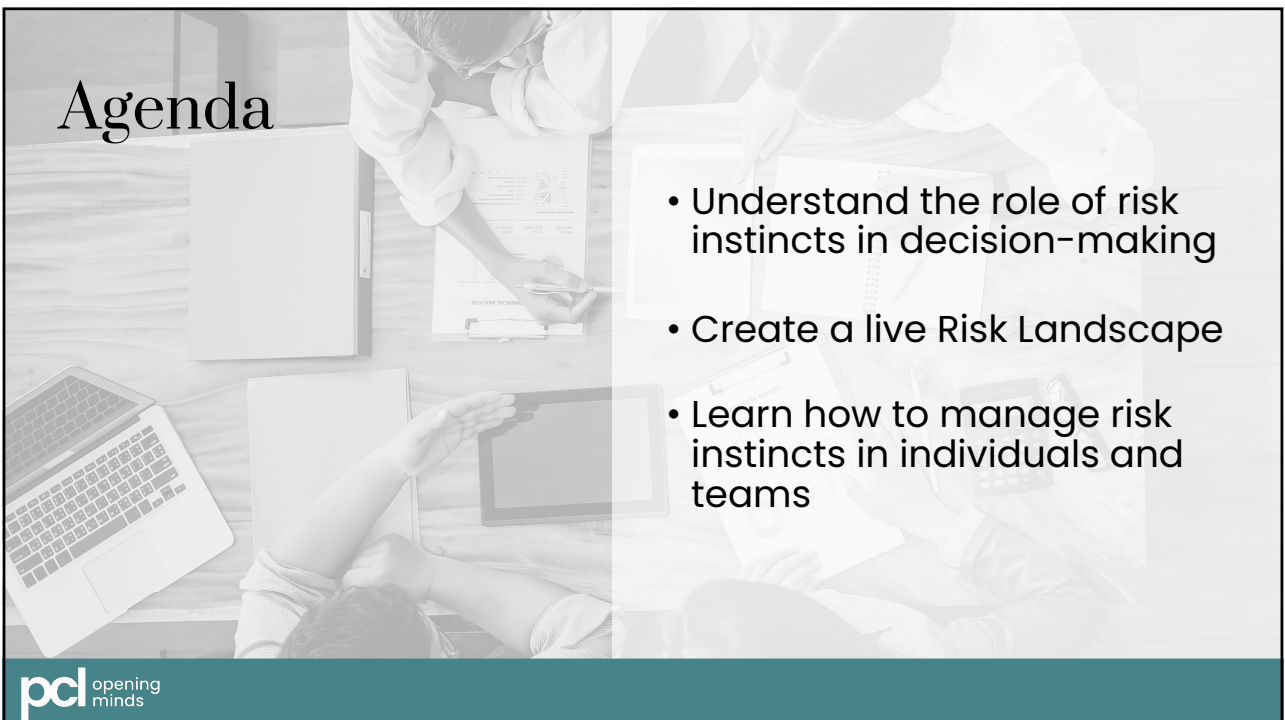 Agenda
• Understand the role of risk
instincts in decision-making
• Create a live Risk Landscape
• Learn how to manage risk
instincts in individuals and
teams
pcl opening
minds